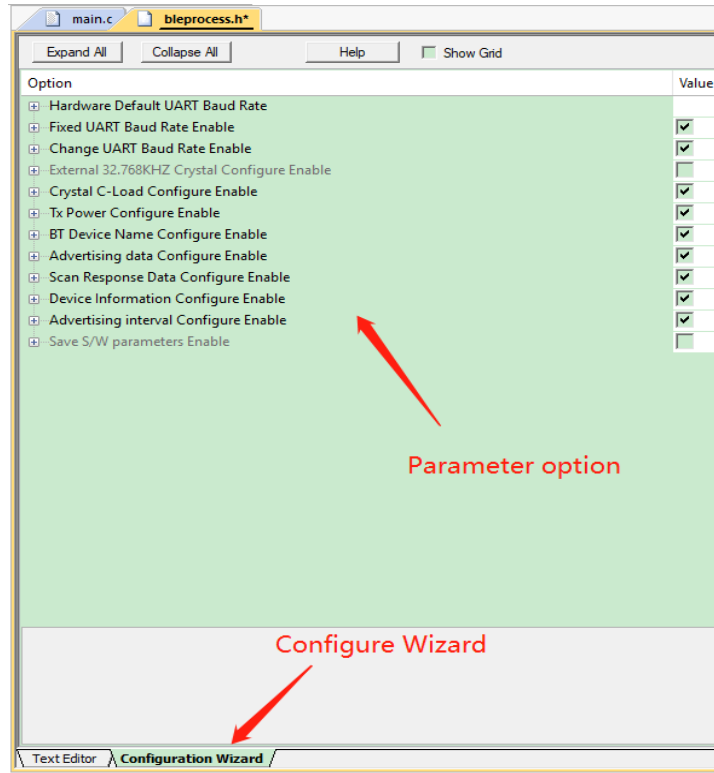 main.c bleprocess.h*
Expand All Collapse All Help Show Grid
Option Value
Hardware Default UART Baud Rate
Fixed UART Baud Rate Enable
Change UART Baud Rate Enable
External 32.768KHZ Crystal Configure Enable
Crystal C-Load Configure Enable
Tx Power Configure Enable
BT Device Name Configure Enable
Advertising data Configure Enable
Scan Response Data Configure Enable
Device Information Configure Enable
Advertising interval Configure Enable
Save S/W parameters Enable
Parameter option
Configure Wizard
Text Editor Configuration Wizard